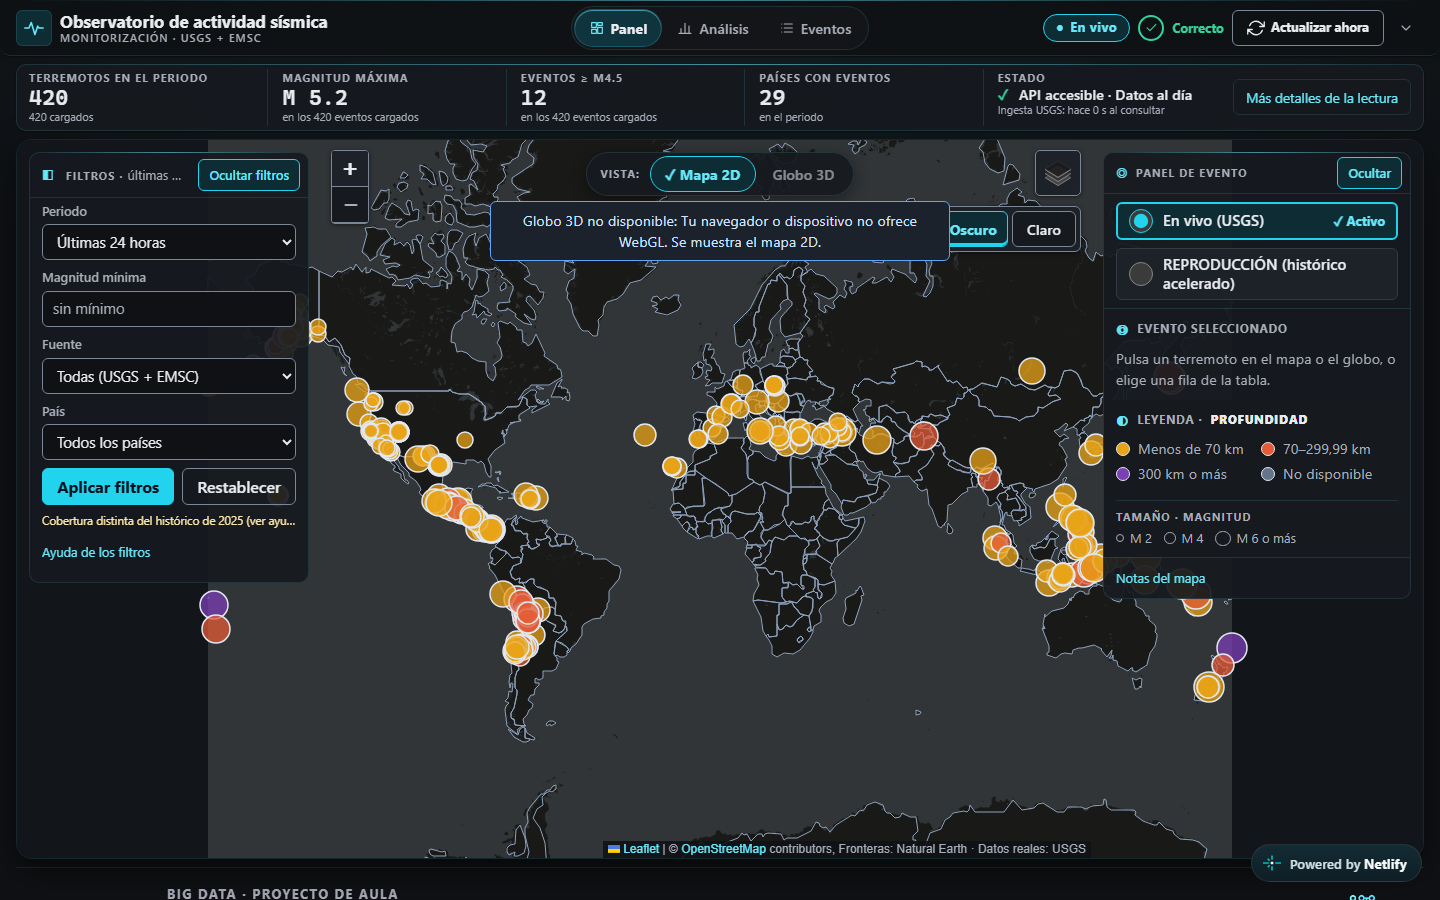 Observatorio de actividad sísmica
MONITORIZACIÓN · USGS + EMSC
Panel
Análisis
Eventos
En vivo
Correcto
Actualizar ahora
TERREMOTOS EN EL PERIODO
420
420 cargados
MAGNITUD MÁXIMA
M 5.2
en los 420 eventos cargados
EVENTOS ≥ M4.5
12
en los 420 eventos cargados
PAÍSES CON EVENTOS
29
en el periodo
ESTADO
✓ API accesible · Datos al día
Ingesta USGS: hace 0 s al consultar
Más detalles de la lectura
FILTROS · últimas ...
Ocultar filtros
Periodo
Últimas 24 horas
Magnitud mínima
sin mínimo
Fuente
Todas (USGS + EMSC)
País
Todos los países
Aplicar filtros
Restablecer
Cobertura distinta del histórico de 2025 (ver ayu...
Ayuda de los filtros
+
−
VISTA:
✓ Mapa 2D
Globo 3D
Globo 3D no disponible: Tu navegador o dispositivo no ofrece
WebGL. Se muestra el mapa 2D.
Oscuro
Claro
PANEL DE EVENTO
Ocultar
En vivo (USGS)
✓ Activo
REPRODUCCIÓN (histórico
acelerado)
EVENTO SELECCIONADO
Pulsa un terremoto en el mapa o el globo, o
elige una fila de la tabla.
LEYENDA · PROFUNDIDAD
Menos de 70 km
70–299,99 km
300 km o más
No disponible
TAMAÑO · MAGNITUD
M 2
M 4
M 6 o más
Notas del mapa
Leaflet | © OpenStreetMap contributors, Fronteras: Natural Earth · Datos reales: USGS
Powered by Netlify
BIG DATA · PROYECTO DE AULA